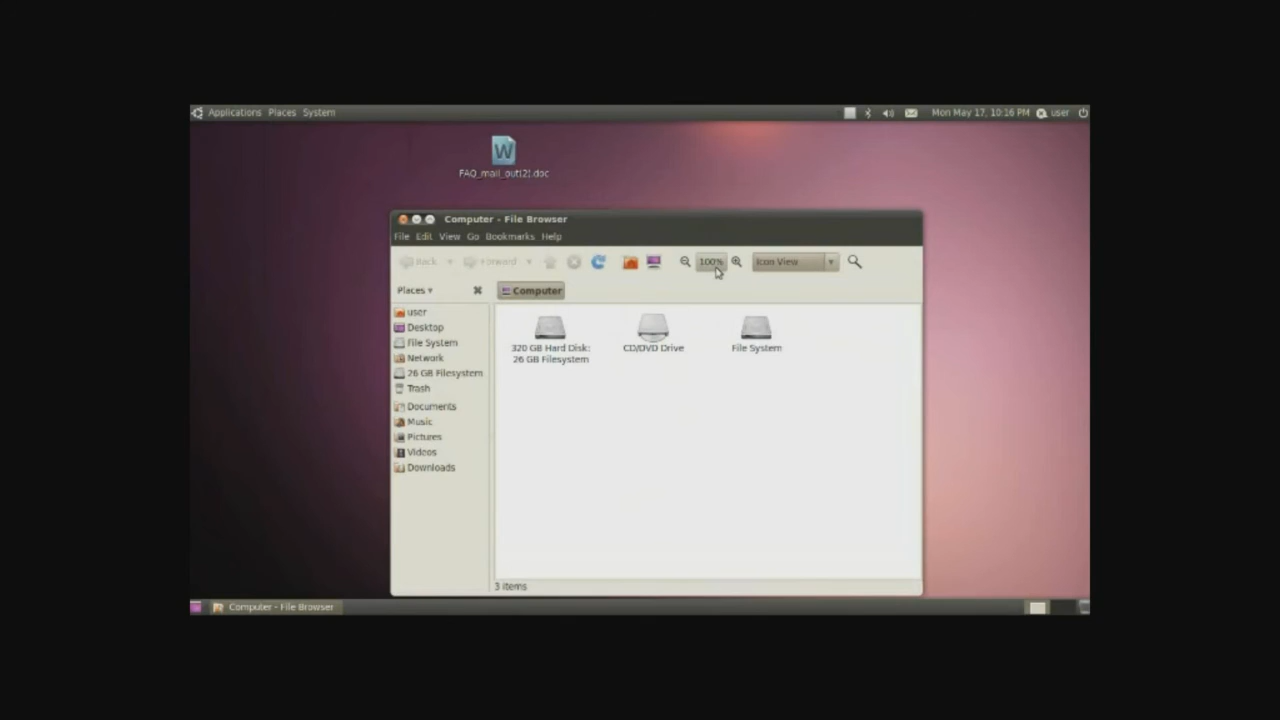 Applications Places System
Mon May 17, 10:16 PM user
W
FAQ_mail_out(2).doc
Computer - File Browser
File Edit View Go Bookmarks Help
Back Forward 100% Icon View
Places Computer
user
Desktop
File System
Network
26 GB Filesystem
Trash
Documents
Music
Pictures
Videos
Downloads
320 GB Hard Disk:
26 GB Filesystem
CD/DVD Drive
File System
3 items
Computer - File Browser